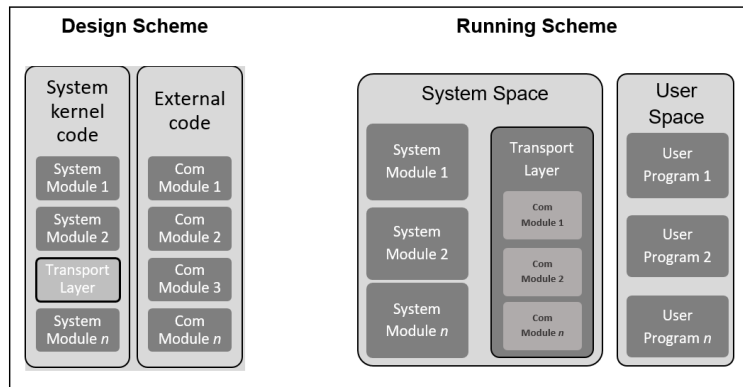 Design Scheme
System
kernel
code
System
Module 1
System
Module 2
Transport
Layer
System
Module n
External
code
Com
Module 1
Com
Module 2
Com
Module 3
Com
Module n
Running Scheme
System Space
System
Module 1
System
Module 2
System
Module n
Transport
Layer
Com
Module 1
Com
Module 2
Com
Module n
User
Space
User
Program 1
User
Program 2
User
Program n